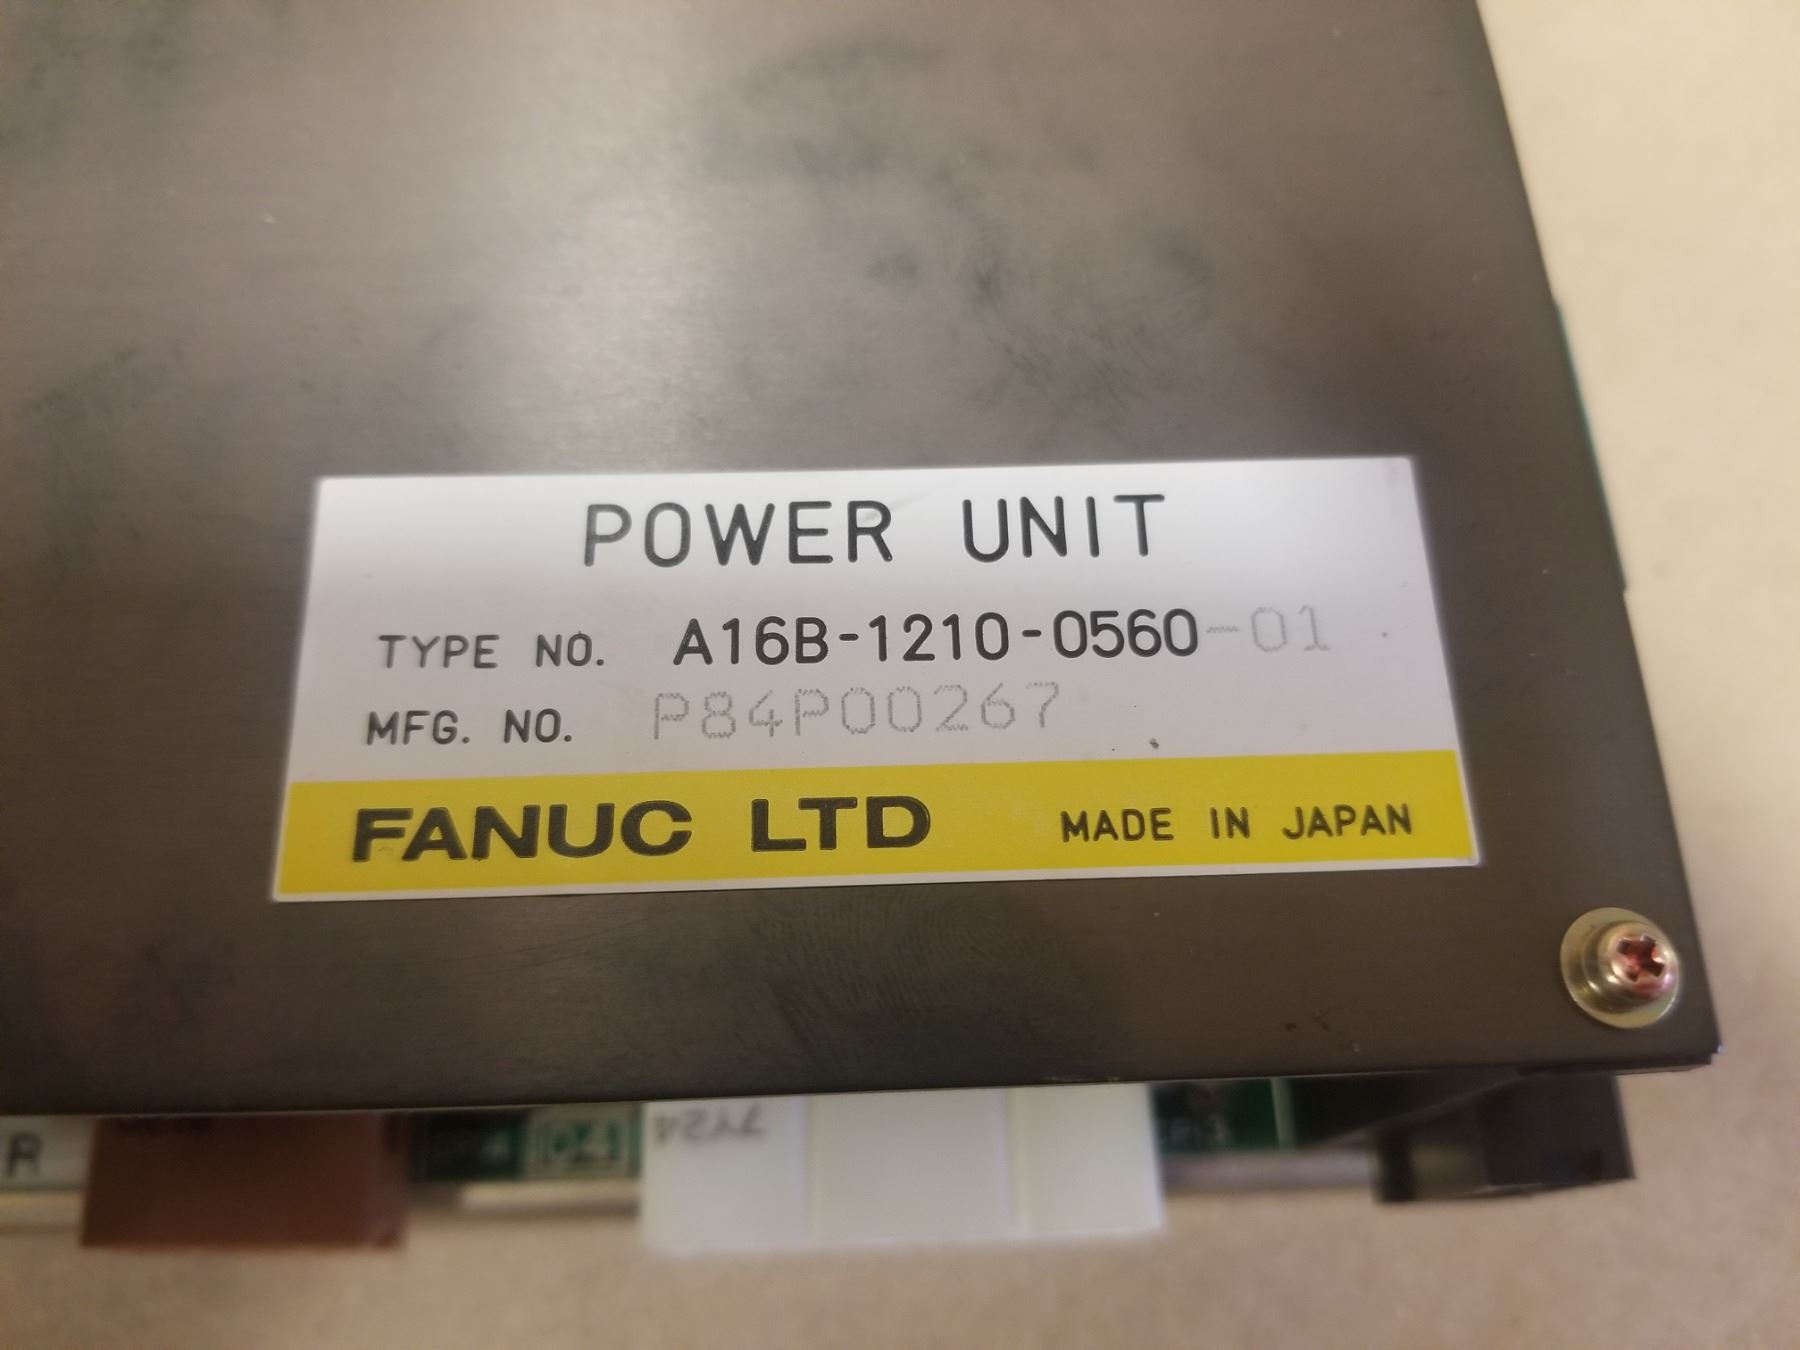 POWER UNIT
TYPE NO. A16B-1210-0560-01
MFG. NO. P84P00267
FANUC LTD MADE IN JAPAN
R